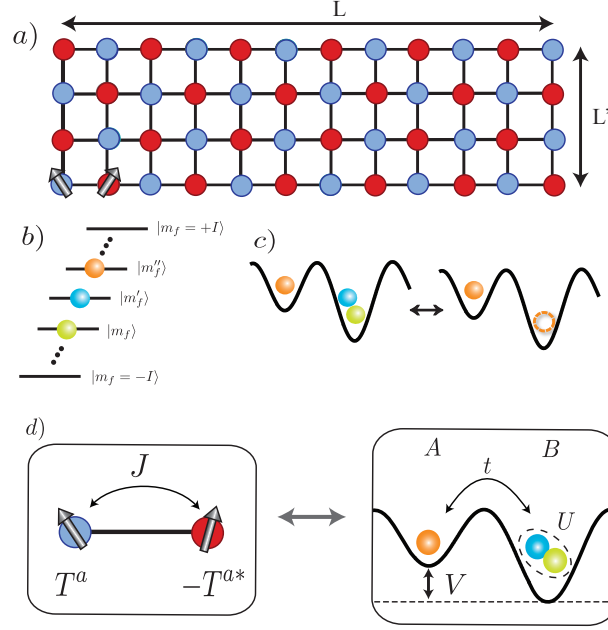 L
a)
L'
b)
|m_f = +I⟩
|m''_f⟩
|m'_f⟩
|m_f⟩
|m_f = −I⟩
c)
d)
J
T^a
−T^{a*}
A
B
t
U
V